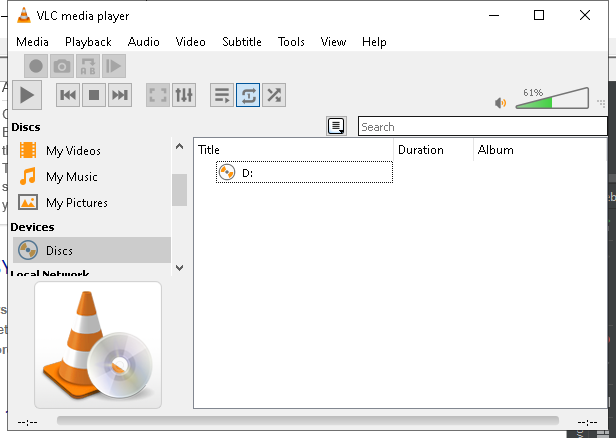 VLC media player
Media Playback Audio Video Subtitle Tools View Help
A B
61%
Discs
Search
My Videos
My Music
My Pictures
Devices
Discs
Local Network
Title Duration Album
D:
--:-- --:--